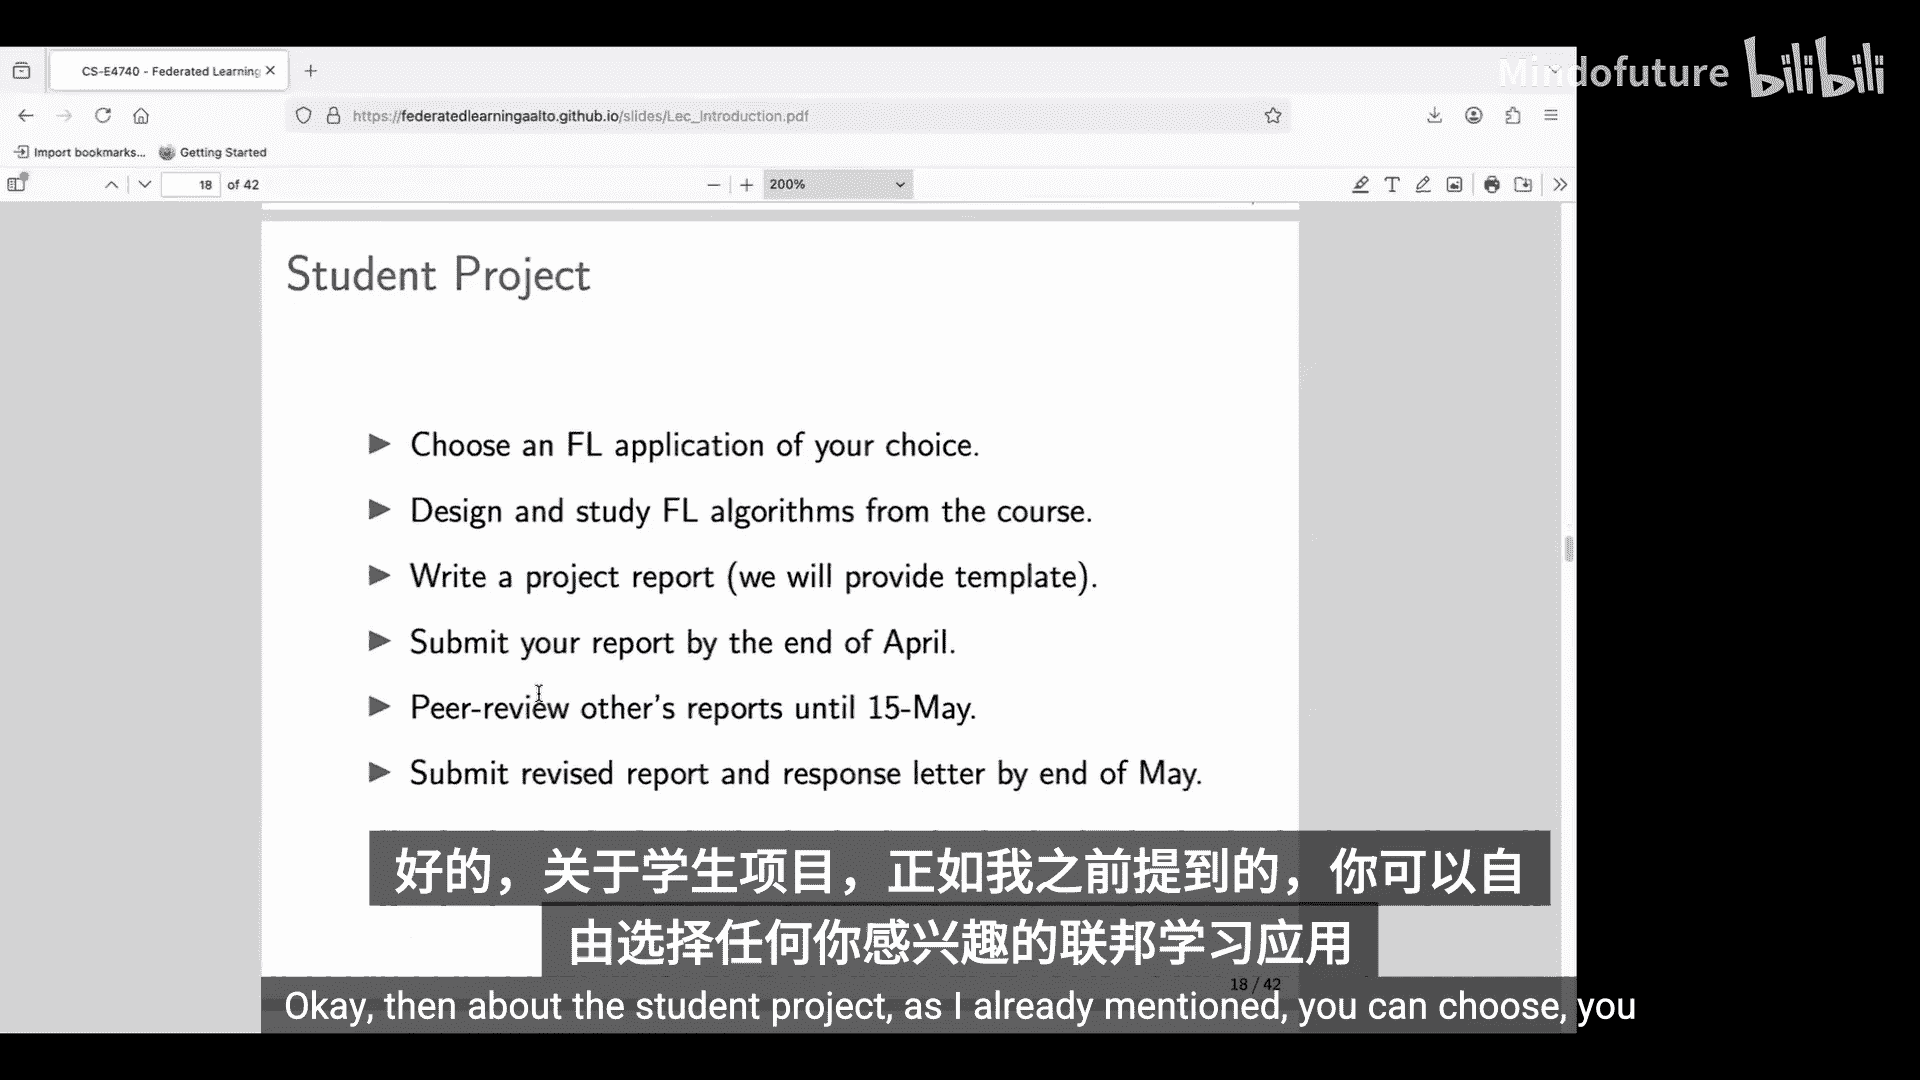 CS-E4740 - Federated Learning
Mindofuture bilibili
https://federatedlearningaalto.github.io/slides/Lec_Introduction.pdf
Import bookmarks... Getting Started
18 of 42
200%
Student Project
Choose an FL application of your choice.
Design and study FL algorithms from the course.
Write a project report (we will provide template).
Submit your report by the end of April.
Peer-review other's reports until 15-May.
Submit revised report and response letter by end of May.
好的，关于学生项目，正如我之前提到的，你可以自
由选择任何你感兴趣的联邦学习应用
18 / 42
Okay, then about the student project, as I already mentioned, you can choose, you